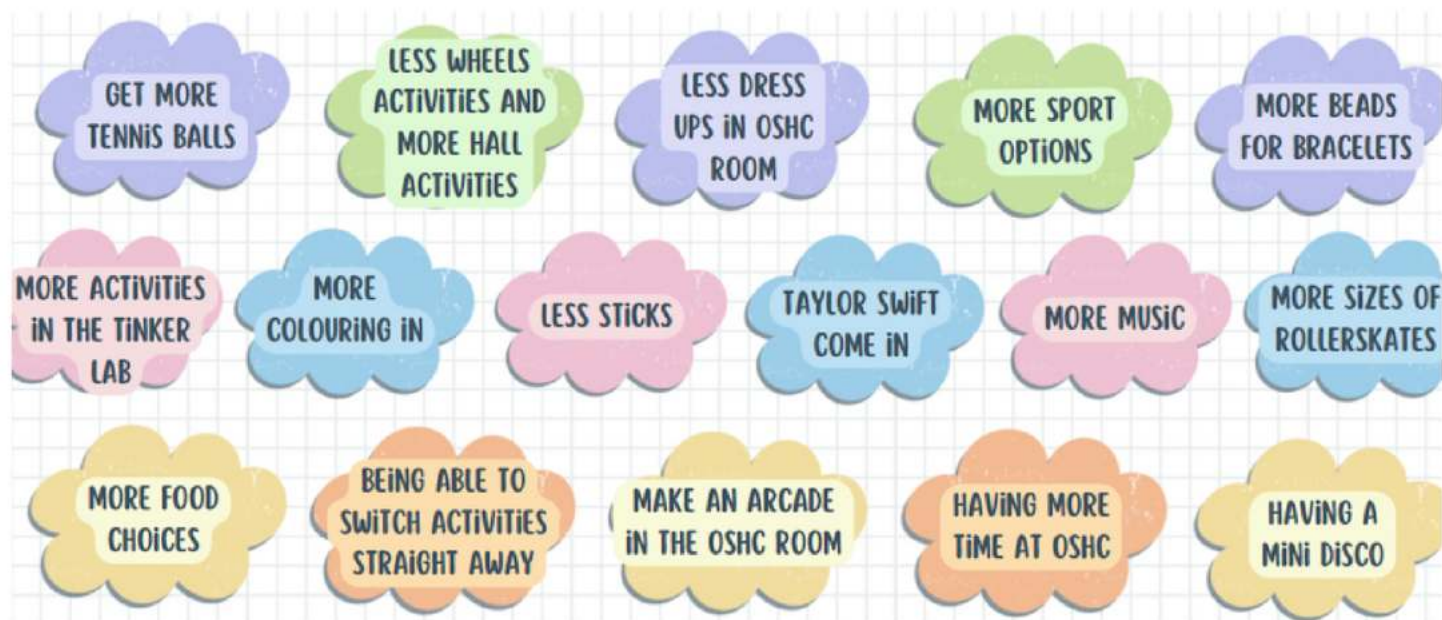 GET MORE
TENNIS BALLS
LESS WHEELS
ACTIVITIES AND
MORE HALL
ACTIVITIES
LESS DRESS
UPS IN OSHC
ROOM
MORE SPORT
OPTIONS
MORE BEADS
FOR BRACELETS
MORE ACTIVITIES
IN THE TINKER
LAB
MORE
COLOURING IN
LESS STICKS
TAYLOR SWIFT
COME IN
MORE MUSIC
MORE SIZES OF
ROLLERSKATES
MORE FOOD
CHOICES
BEING ABLE TO
SWITCH ACTIVITIES
STRAIGHT AWAY
MAKE AN ARCADE
IN THE OSHC ROOM
HAVING MORE
TIME AT OSHC
HAVING A
MINI DISCO